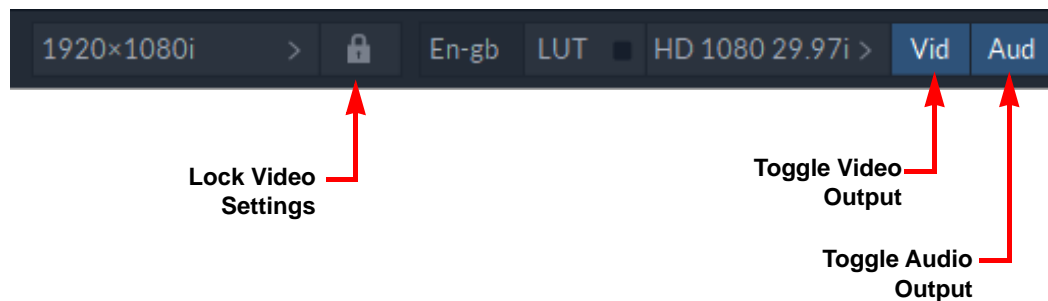 1920×1080i > En-gb LUT HD 1080 29.97i > Vid Aud
Lock Video
Settings
Toggle Video
Output
Toggle Audio
Output